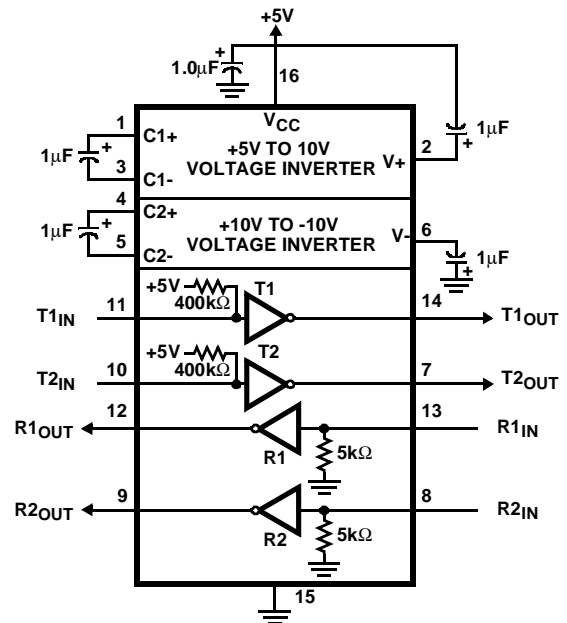 +5V
+
1.0μF
16
VCC
1
C1+
+5V TO 10V
VOLTAGE INVERTER
1μF
+
3
C1-
V+
2
1μF
+
4
C2+
+10V TO -10V
VOLTAGE INVERTER
1μF
+
5
C2-
V-
6
1μF
+
+5V
400kΩ
T1
T1IN
11
14
T1OUT
+5V
400kΩ
T2
T2IN
10
7
T2OUT
R1OUT
12
R1
5kΩ
13
R1IN
R2OUT
9
R2
5kΩ
8
R2IN
15